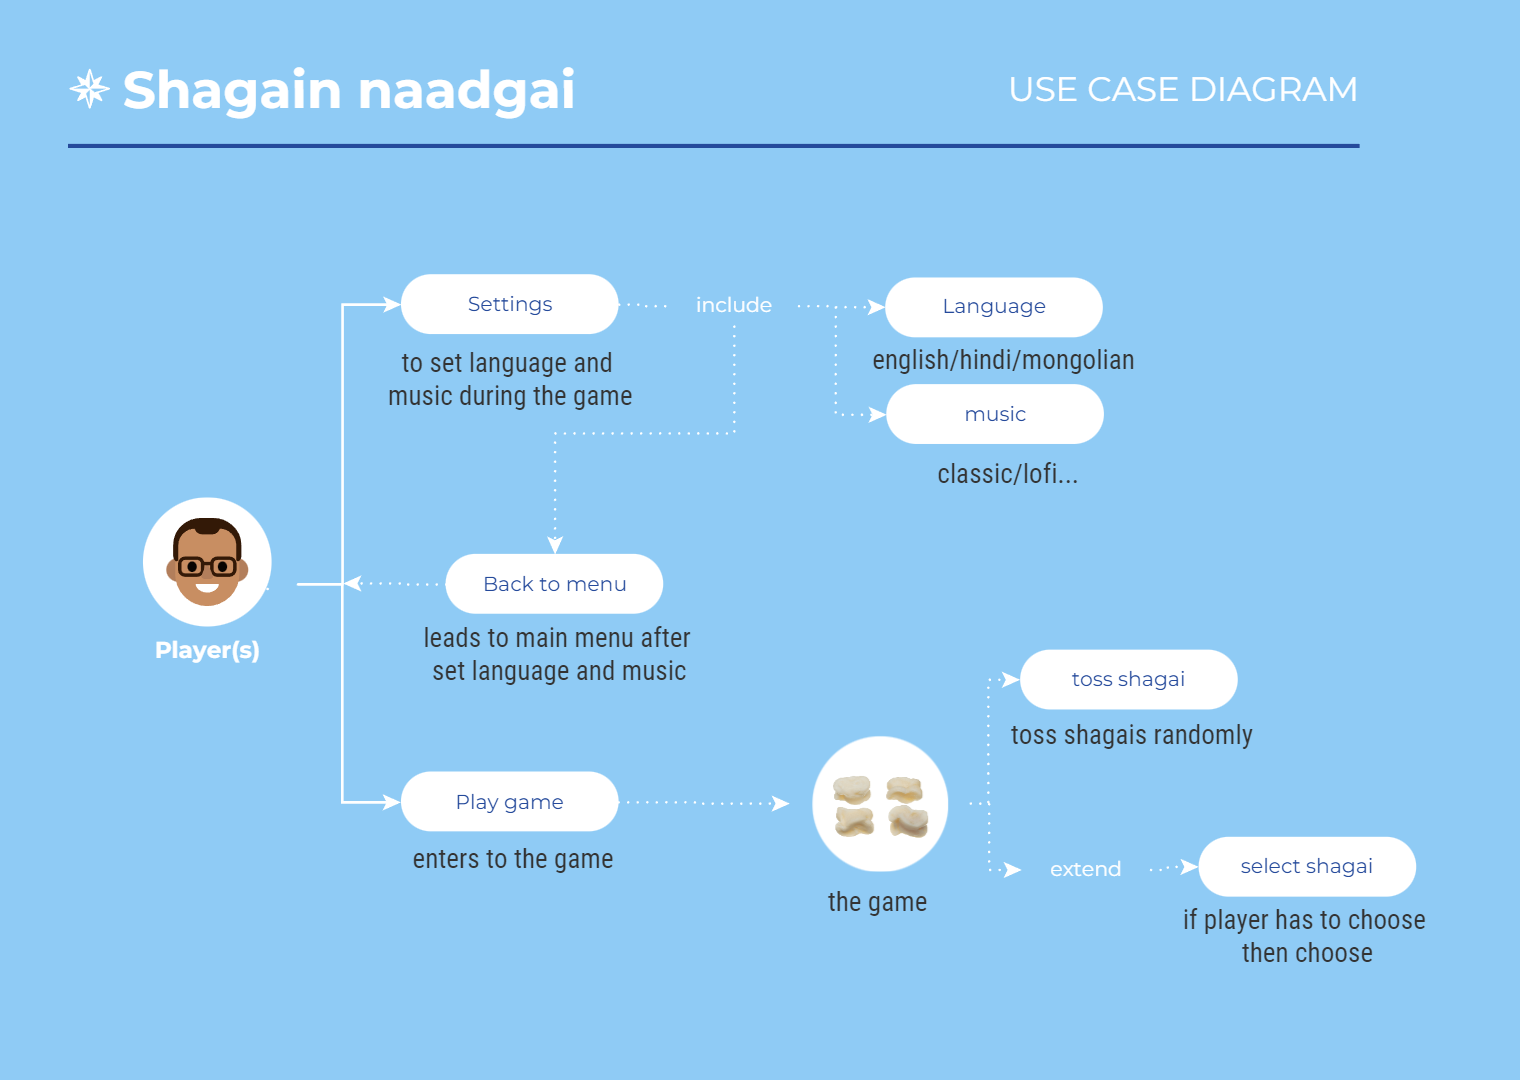 Shagain naadgai
USE CASE DIAGRAM
Settings
include
Language
to set language and
music during the game
english/hindi/mongolian
music
classic/lofi...
Player(s)
Back to menu
leads to main menu after
set language and music
toss shagai
toss shagais randomly
Play game
enters to the game
the game
extend
select shagai
if player has to choose
then choose